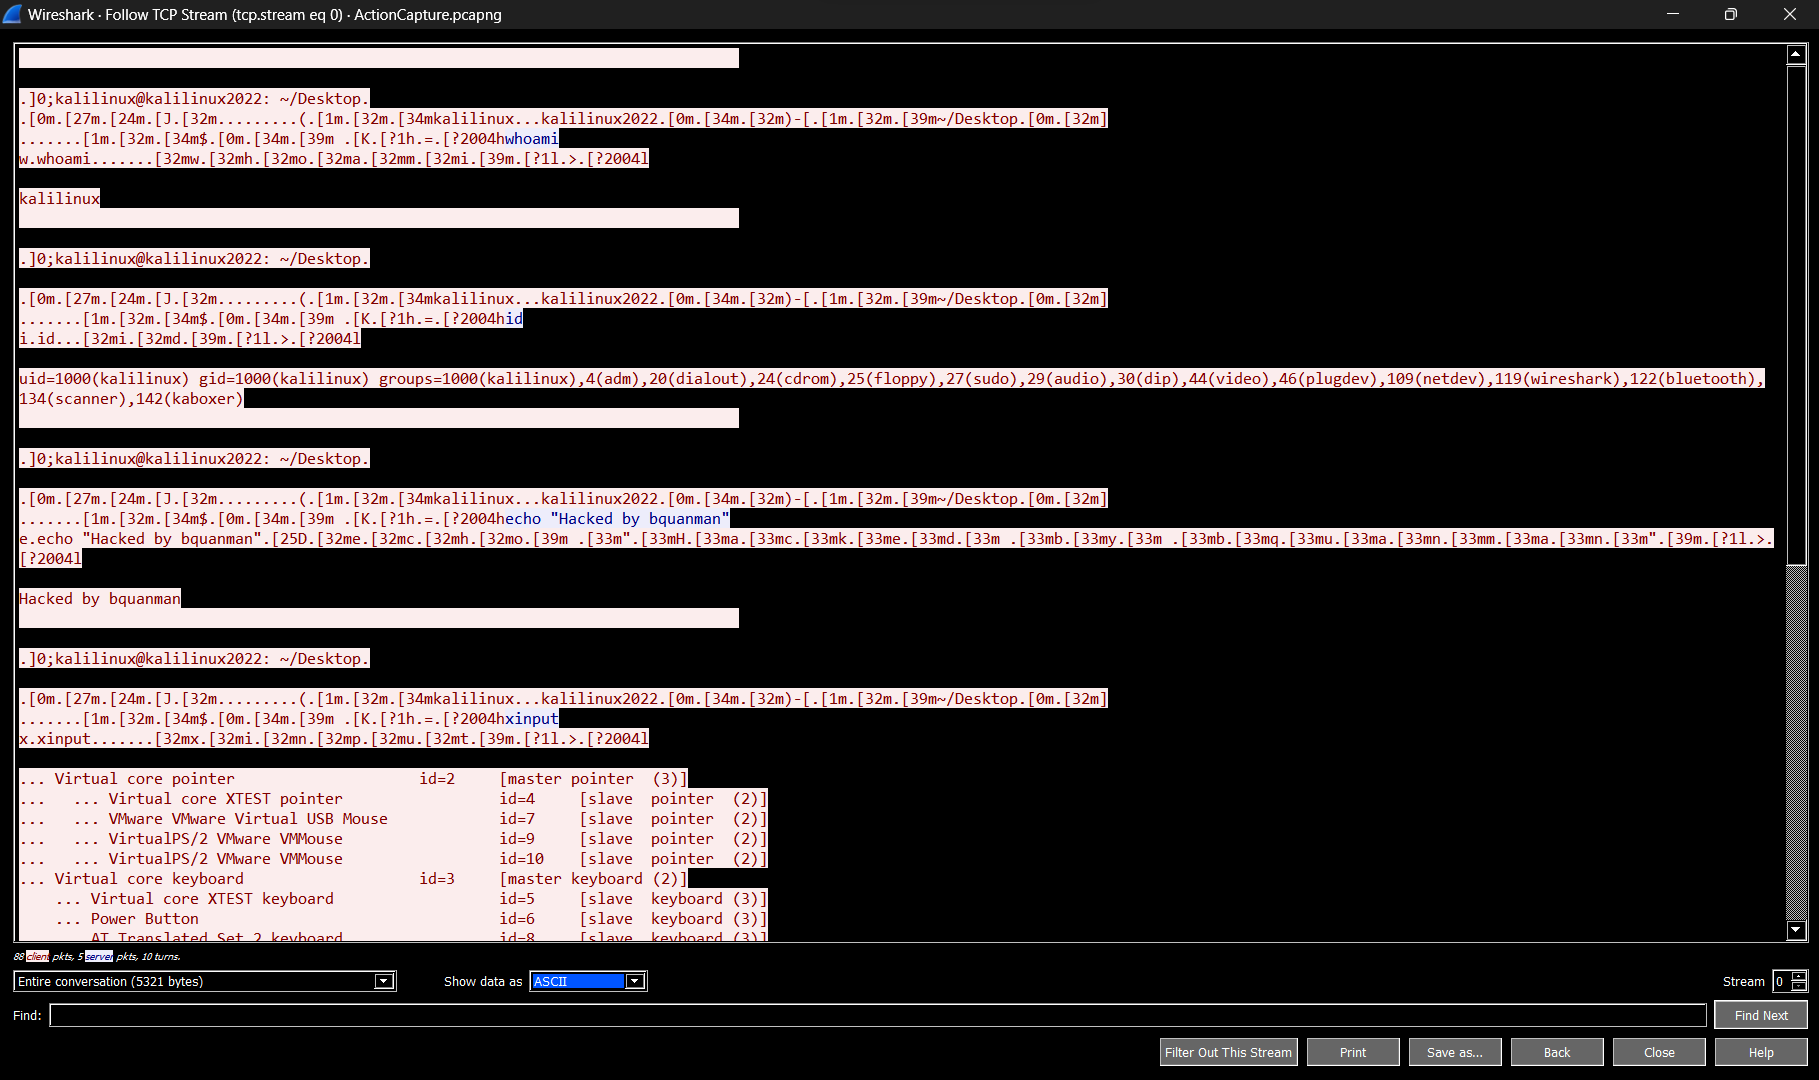 Wireshark · Follow TCP Stream (tcp.stream eq 0) · ActionCapture.pcapng
.]0;kalilinux@kalilinux2022: ~/Desktop.
.[0m.[27m.[24m.[J.[32m.........(.[1m.[32m.[34mkalilinux...kalilinux2022.[0m.[34m.[32m)-[.[1m.[32m.[39m~/Desktop.[0m.[32m]
.......[1m.[32m.[34m$.[0m.[34m.[39m .[K.[?1h.=.[?2004hwhoami
w.whoami.......[32mw.[32mh.[32mo.[32ma.[32mm.[32mi.[39m.[?1l.>.[?2004l
kalilinux
.]0;kalilinux@kalilinux2022: ~/Desktop.
.[0m.[27m.[24m.[J.[32m.........(.[1m.[32m.[34mkalilinux...kalilinux2022.[0m.[34m.[32m)-[.[1m.[32m.[39m~/Desktop.[0m.[32m]
.......[1m.[32m.[34m$.[0m.[34m.[39m .[K.[?1h.=.[?2004hid
i.id...[32mi.[32md.[39m.[?1l.>.[?2004l
uid=1000(kalilinux) gid=1000(kalilinux) groups=1000(kalilinux),4(adm),20(dialout),24(cdrom),25(floppy),27(sudo),29(audio),30(dip),44(video),46(plugdev),109(netdev),119(wireshark),122(bluetooth),
134(scanner),142(kaboxer)
.]0;kalilinux@kalilinux2022: ~/Desktop.
.[0m.[27m.[24m.[J.[32m.........(.[1m.[32m.[34mkalilinux...kalilinux2022.[0m.[34m.[32m)-[.[1m.[32m.[39m~/Desktop.[0m.[32m]
.......[1m.[32m.[34m$.[0m.[34m.[39m .[K.[?1h.=.[?2004hecho "Hacked by bquanman"
e.echo "Hacked by bquanman".[25D.[32me.[32mc.[32mh.[32mo.[39m .[33m".[33mH.[33ma.[33mc.[33mk.[33me.[33md.[33m .[33mb.[33my.[33m .[33mb.[33mq.[33mu.[33ma.[33mn.[33mm.[33ma.[33mn.[33m".[39m.[?1l.>.
[?2004l
Hacked by bquanman
.]0;kalilinux@kalilinux2022: ~/Desktop.
.[0m.[27m.[24m.[J.[32m.........(.[1m.[32m.[34mkalilinux...kalilinux2022.[0m.[34m.[32m)-[.[1m.[32m.[39m~/Desktop.[0m.[32m]
.......[1m.[32m.[34m$.[0m.[34m.[39m .[K.[?1h.=.[?2004hxinput
x.xinput.......[32mx.[32mi.[32mn.[32mp.[32mu.[32mt.[39m.[?1l.>.[?2004l
... Virtual core pointer id=2 [master pointer (3)]
... ... Virtual core XTEST pointer id=4 [slave pointer (2)]
... ... VMware VMware Virtual USB Mouse id=7 [slave pointer (2)]
... ... VirtualPS/2 VMware VMMouse id=9 [slave pointer (2)]
... ... VirtualPS/2 VMware VMMouse id=10 [slave pointer (2)]
... Virtual core keyboard id=3 [master keyboard (2)]
... Virtual core XTEST keyboard id=5 [slave keyboard (3)]
... Power Button id=6 [slave keyboard (3)]
AT Translated Set 2 keyboard id=8 [slave keyboard (3)]
88 client pkts, 5 server pkts, 10 turns.
Entire conversation (5321 bytes) Show data as ASCII Stream 0
Find: Find Next
Filter Out This Stream Print Save as... Back Close Help